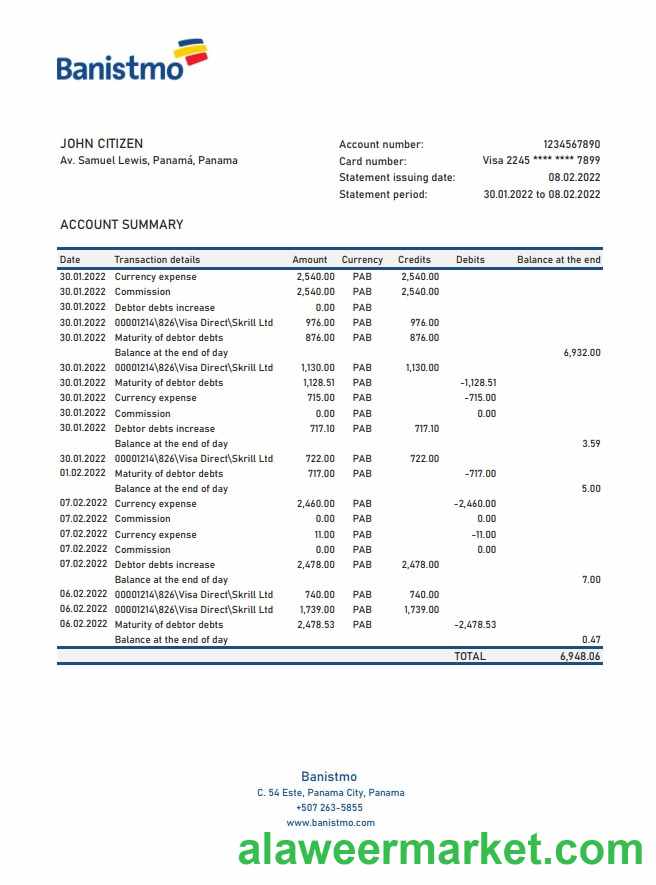 Banistmo
JOHN CITIZEN
Av. Samuel Lewis, Panamá, Panama
Account number: 1234567890
Card number: Visa 2245 **** **** 7899
Statement issuing date: 08.02.2022
Statement period: 30.01.2022 to 08.02.2022
ACCOUNT SUMMARY
Date Transaction details Amount Currency Credits Debits Balance at the end
30.01.2022 Currency expense 2,540.00 PAB 2,540.00
30.01.2022 Commission 2,540.00 PAB 2,540.00
30.01.2022 Debtor debts increase 0.00 PAB
30.01.2022 00001214\826\Visa Direct\Skrill Ltd 976.00 PAB 976.00
30.01.2022 Maturity of debtor debts 876.00 PAB 876.00
Balance at the end of day 6,932.00
30.01.2022 00001214\826\Visa Direct\Skrill Ltd 1,130.00 PAB 1,130.00
30.01.2022 Maturity of debtor debts 1,128.51 PAB -1,128.51
30.01.2022 Currency expense 715.00 PAB -715.00
30.01.2022 Commission 0.00 PAB 0.00
30.01.2022 Debtor debts increase 717.10 PAB 717.10
Balance at the end of day 3.59
30.01.2022 00001214\826\Visa Direct\Skrill Ltd 722.00 PAB 722.00
01.02.2022 Maturity of debtor debts 717.00 PAB -717.00
Balance at the end of day 5.00
07.02.2022 Currency expense 2,460.00 PAB -2,460.00
07.02.2022 Commission 0.00 PAB 0.00
07.02.2022 Currency expense 11.00 PAB -11.00
07.02.2022 Commission 0.00 PAB 0.00
07.02.2022 Debtor debts increase 2,478.00 PAB 2,478.00
Balance at the end of day 7.00
06.02.2022 00001214\826\Visa Direct\Skrill Ltd 740.00 PAB 740.00
06.02.2022 00001214\826\Visa Direct\Skrill Ltd 1,739.00 PAB 1,739.00
06.02.2022 Maturity of debtor debts 2,478.53 PAB -2,478.53
Balance at the end of day 0.47
TOTAL 6,948.06
Banistmo
C. 54 Este, Panama City, Panama
+507 263-5855
www.banistmo.com
alaweermarket.com